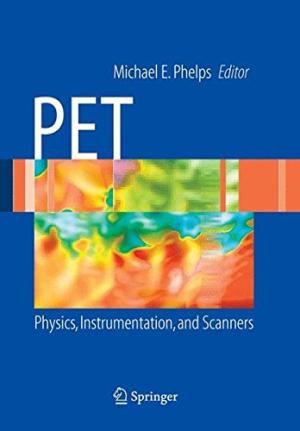 Michael E. Phelps Editor
PET
Physics, Instrumentation, and Scanners
Springer